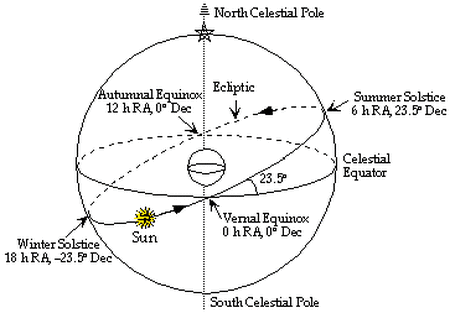 North Celestial Pole
Ecliptic
Autumnal Equinox
12 h RA, 0° Dec
Summer Solstice
6 h RA, 23.5° Dec
Celestial
Equator
23.5°
Vernal Equinox
0 h RA, 0° Dec
Sun
Winter Solstice
18 h RA, –23.5° Dec
South Celestial Pole